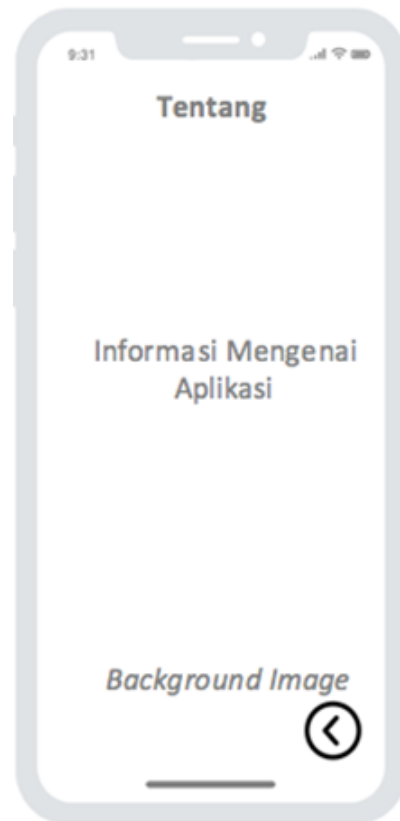 9:31
Tentang
Informasi Mengenai
Aplikasi
Background Image